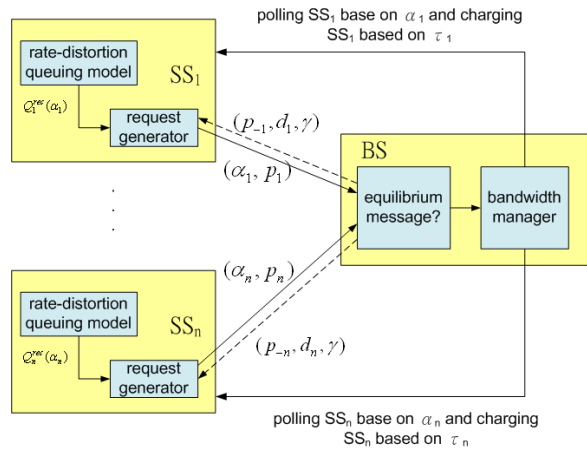 polling SS₁ base on α₁ and charging
SS₁ based on τ₁
rate-distortion
queuing model
SS₁
Q₁ʳᵉˢ(α₁)
request
generator
(p₋₁, d₁, γ)
(α₁, p₁)
BS
equilibrium
message?
bandwidth
manager
rate-distortion
queuing model
SSₙ
Qₙʳᵉˢ(αₙ)
request
generator
(αₙ, pₙ)
(p₋ₙ, dₙ, γ)
polling SSₙ base on αₙ and charging
SSₙ based on τₙ